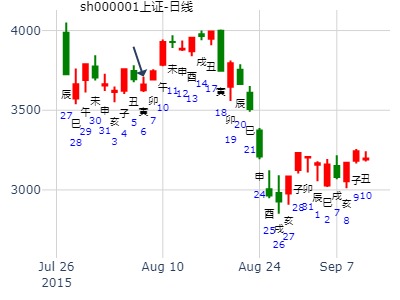 sh000001上证-日线
4000
3500
3000
辰
27
巳
28
午
29
未
30
申
31
亥
3
子
4
丑
5
寅
6
卯
7
午
10
未
11
申
12
酉
13
戌
14
丑
17
寅
18
卯
19
辰
20
巳
21
申
24
酉
25
戌
26
亥
27
子
28
卯
31
辰
1
巳
2
戌
7
亥
8
子
9
丑
10
Jul 26
2015
Aug 10
Aug 24
Sep 7